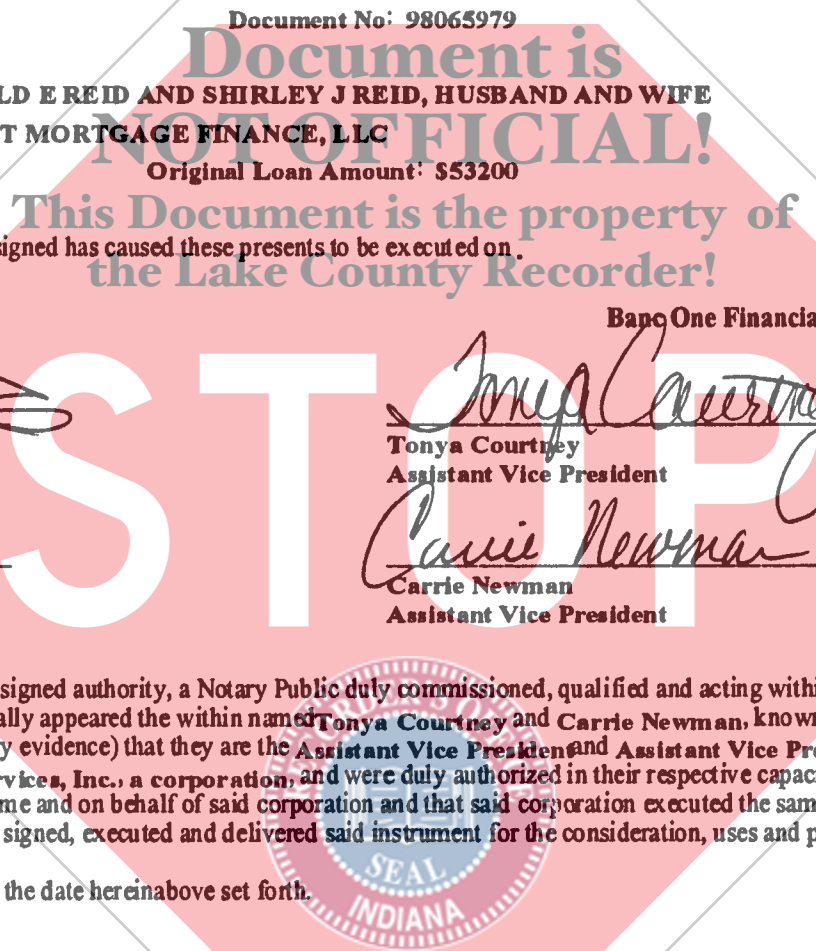 Document No: 98065979
Document is
LD E REID AND SHIRLEY J REID, HUSBAND AND WIFE
NOT OFFICIAL!
T MORTGAGE FINANCE, LLC
Original Loan Amount: $53200
This Document is the property of
signed has caused these presents to be executed on .
the Lake County Recorder!
Banc One Financia
STOP
Tonya Courtney
Tonya Courtney
Assistant Vice President
Carrie Newman
Carrie Newman
Assistant Vice President
signed authority, a Notary Public duly commissioned, qualified and acting withi
ally appeared the within named Tonya Courtney and Carrie Newman, known
y evidence) that they are the Assistant Vice President and Assistant Vice Pre
rvices, Inc., a corporation, and were duly authorized in their respective capaci
me and on behalf of said corporation and that said corporation executed the sam
signed, executed and delivered said instrument for the consideration, uses and p
the date hereinabove set forth.
RECORDER'S OFFICE
SEAL
INDIANA